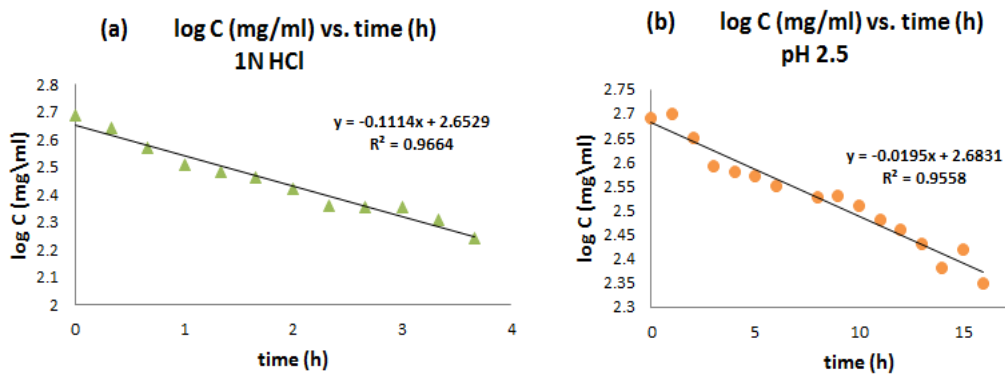 (a) log C (mg/ml) vs. time (h)
1N HCl
2.8
2.7
2.6
2.5
2.4
2.3
2.2
2.1
2
log C (mg\ml)
y = -0.1114x + 2.6529
R² = 0.9664
0 1 2 3 4
time (h)
(b) log C (mg/ml) vs. time (h)
pH 2.5
2.75
2.7
2.65
2.6
2.55
2.5
2.45
2.4
2.35
2.3
log C (mg\ml)
y = -0.0195x + 2.6831
R² = 0.9558
0 5 10 15
time (h)